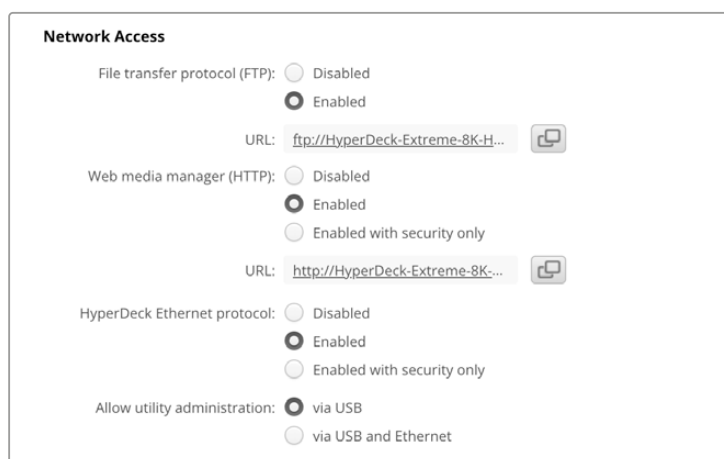 Network Access
File transfer protocol (FTP): Disabled
Enabled
URL: ftp://HyperDeck-Extreme-8K-H...
Web media manager (HTTP): Disabled
Enabled
Enabled with security only
URL: http://HyperDeck-Extreme-8K-...
HyperDeck Ethernet protocol: Disabled
Enabled
Enabled with security only
Allow utility administration: via USB
via USB and Ethernet